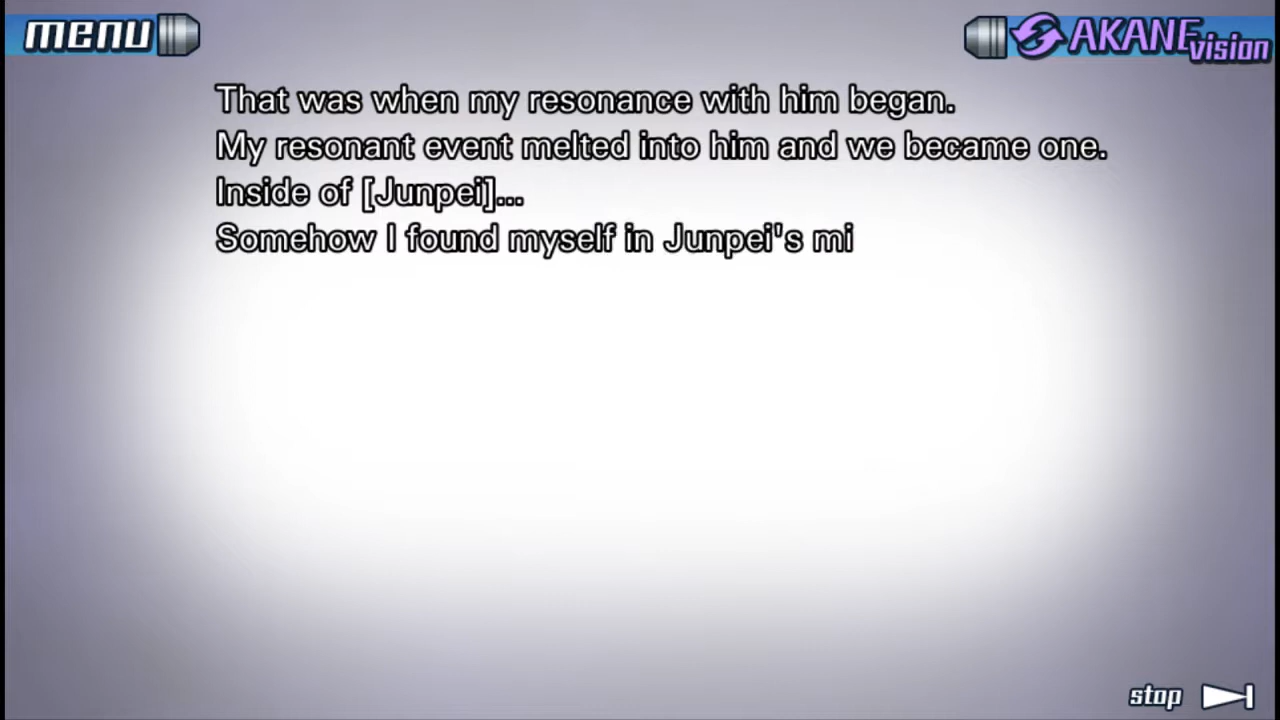 menu
AKANE vision
That was when my resonance with him began.
My resonant event melted into him and we became one.
Inside of [Junpei]...
Somehow I found myself in Junpei's mi
stop